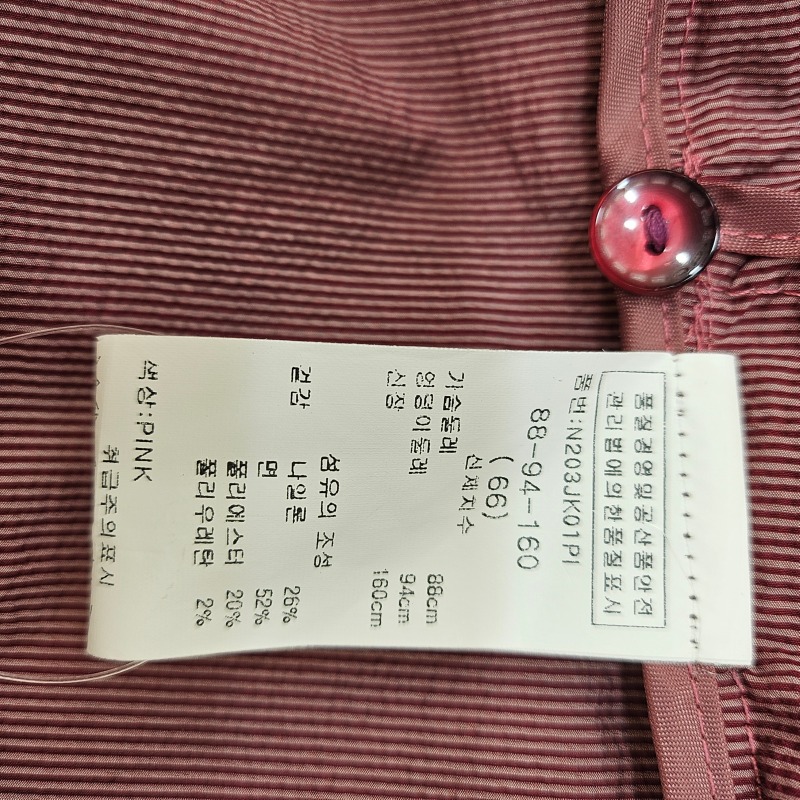 품질경영및공산품안전
관리법에의한품질표시
품번:N203JK01PI
88-94-160
(66)
신체치수
가슴둘레 88cm
엉덩이둘레 94cm
신장 160cm
섬유의 조성
겉감 나일론 26%
면 52%
폴리에스터 20%
폴리우레탄 2%
색상:PINK
취급주의표시